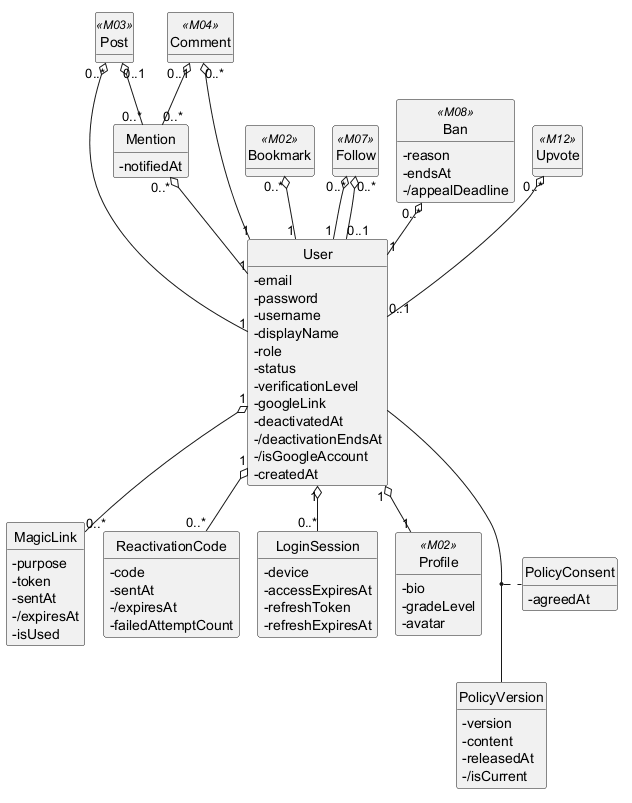 «M03»
Post
«M04»
Comment
0..*
0..1
0..1
0..*
0..*
0..*
Mention
-notifiedAt
«M02»
Bookmark
«M07»
Follow
«M08»
Ban
-reason
-endsAt
-/appealDeadline
«M12»
Upvote
0..*
0..*
0..*
0..*
0..*
0..*
1
1
1
0..1
1
1
1
0..1
User
-email
-password
-username
-displayName
-role
-status
-verificationLevel
-googleLink
-deactivatedAt
-/deactivationEndsAt
-/isGoogleAccount
-createdAt
1
1
1
1
0..*
0..*
0..*
1
MagicLink
-purpose
-token
-sentAt
-/expiresAt
-isUsed
ReactivationCode
-code
-sentAt
-/expiresAt
-failedAttemptCount
LoginSession
-device
-accessExpiresAt
-refreshToken
-refreshExpiresAt
«M02»
Profile
-bio
-gradeLevel
-avatar
PolicyConsent
-agreedAt
PolicyVersion
-version
-content
-releasedAt
-/isCurrent